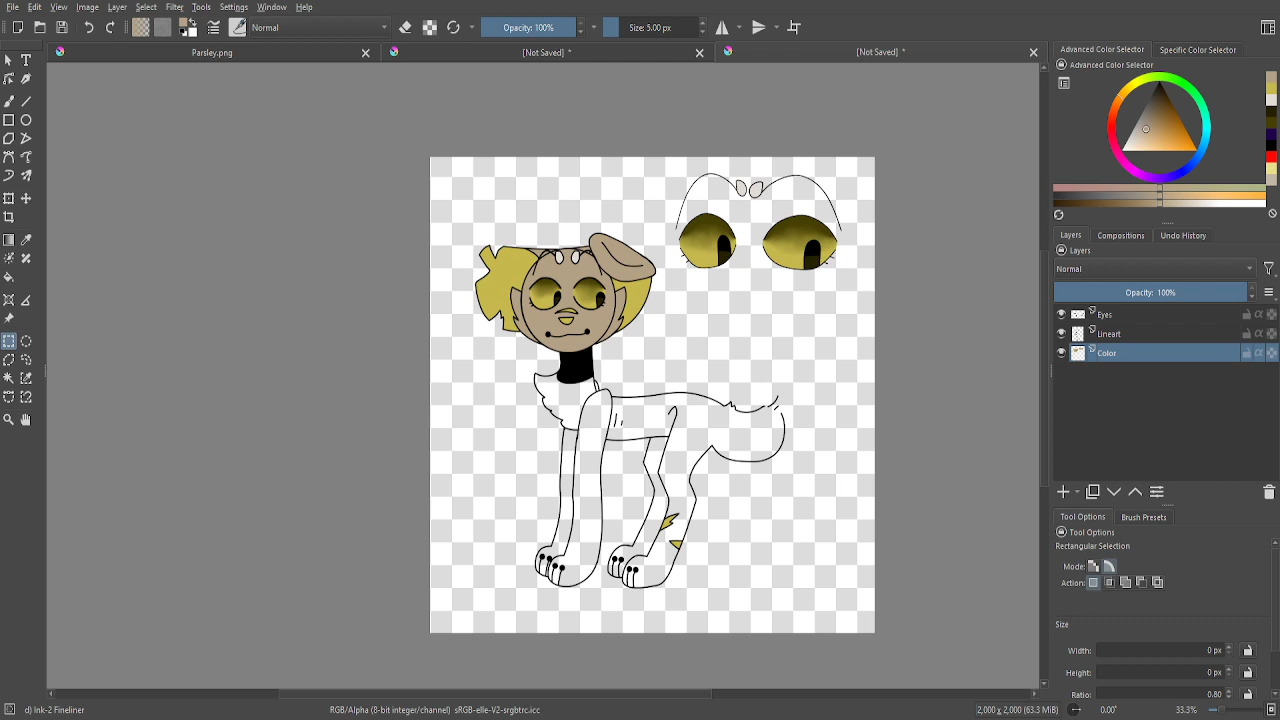 File Edit View Image Layer Select Filter Tools Settings Window Help
Normal Opacity: 100% Size: 5.00 px
Parsley.png [Not Saved] * [Not Saved] *
Advanced Color Selector Specific Color Selector
Advanced Color Selector
Layers Compositions Undo History
Layers
Normal
Opacity: 100%
Eyes
Lineart
Color
Tool Options Brush Presets
Tool Options
Rectangular Selection
Mode:
Action:
Size
Width: 0 px
Height: 0 px
Ratio: 0.80
d) Ink-2 Fineliner RGB/Alpha (8-bit integer/channel) sRGB-elle-V2-srgbtrc.icc 2,000 x 2,000 (63.3 MiB) 0.00° 33.3%